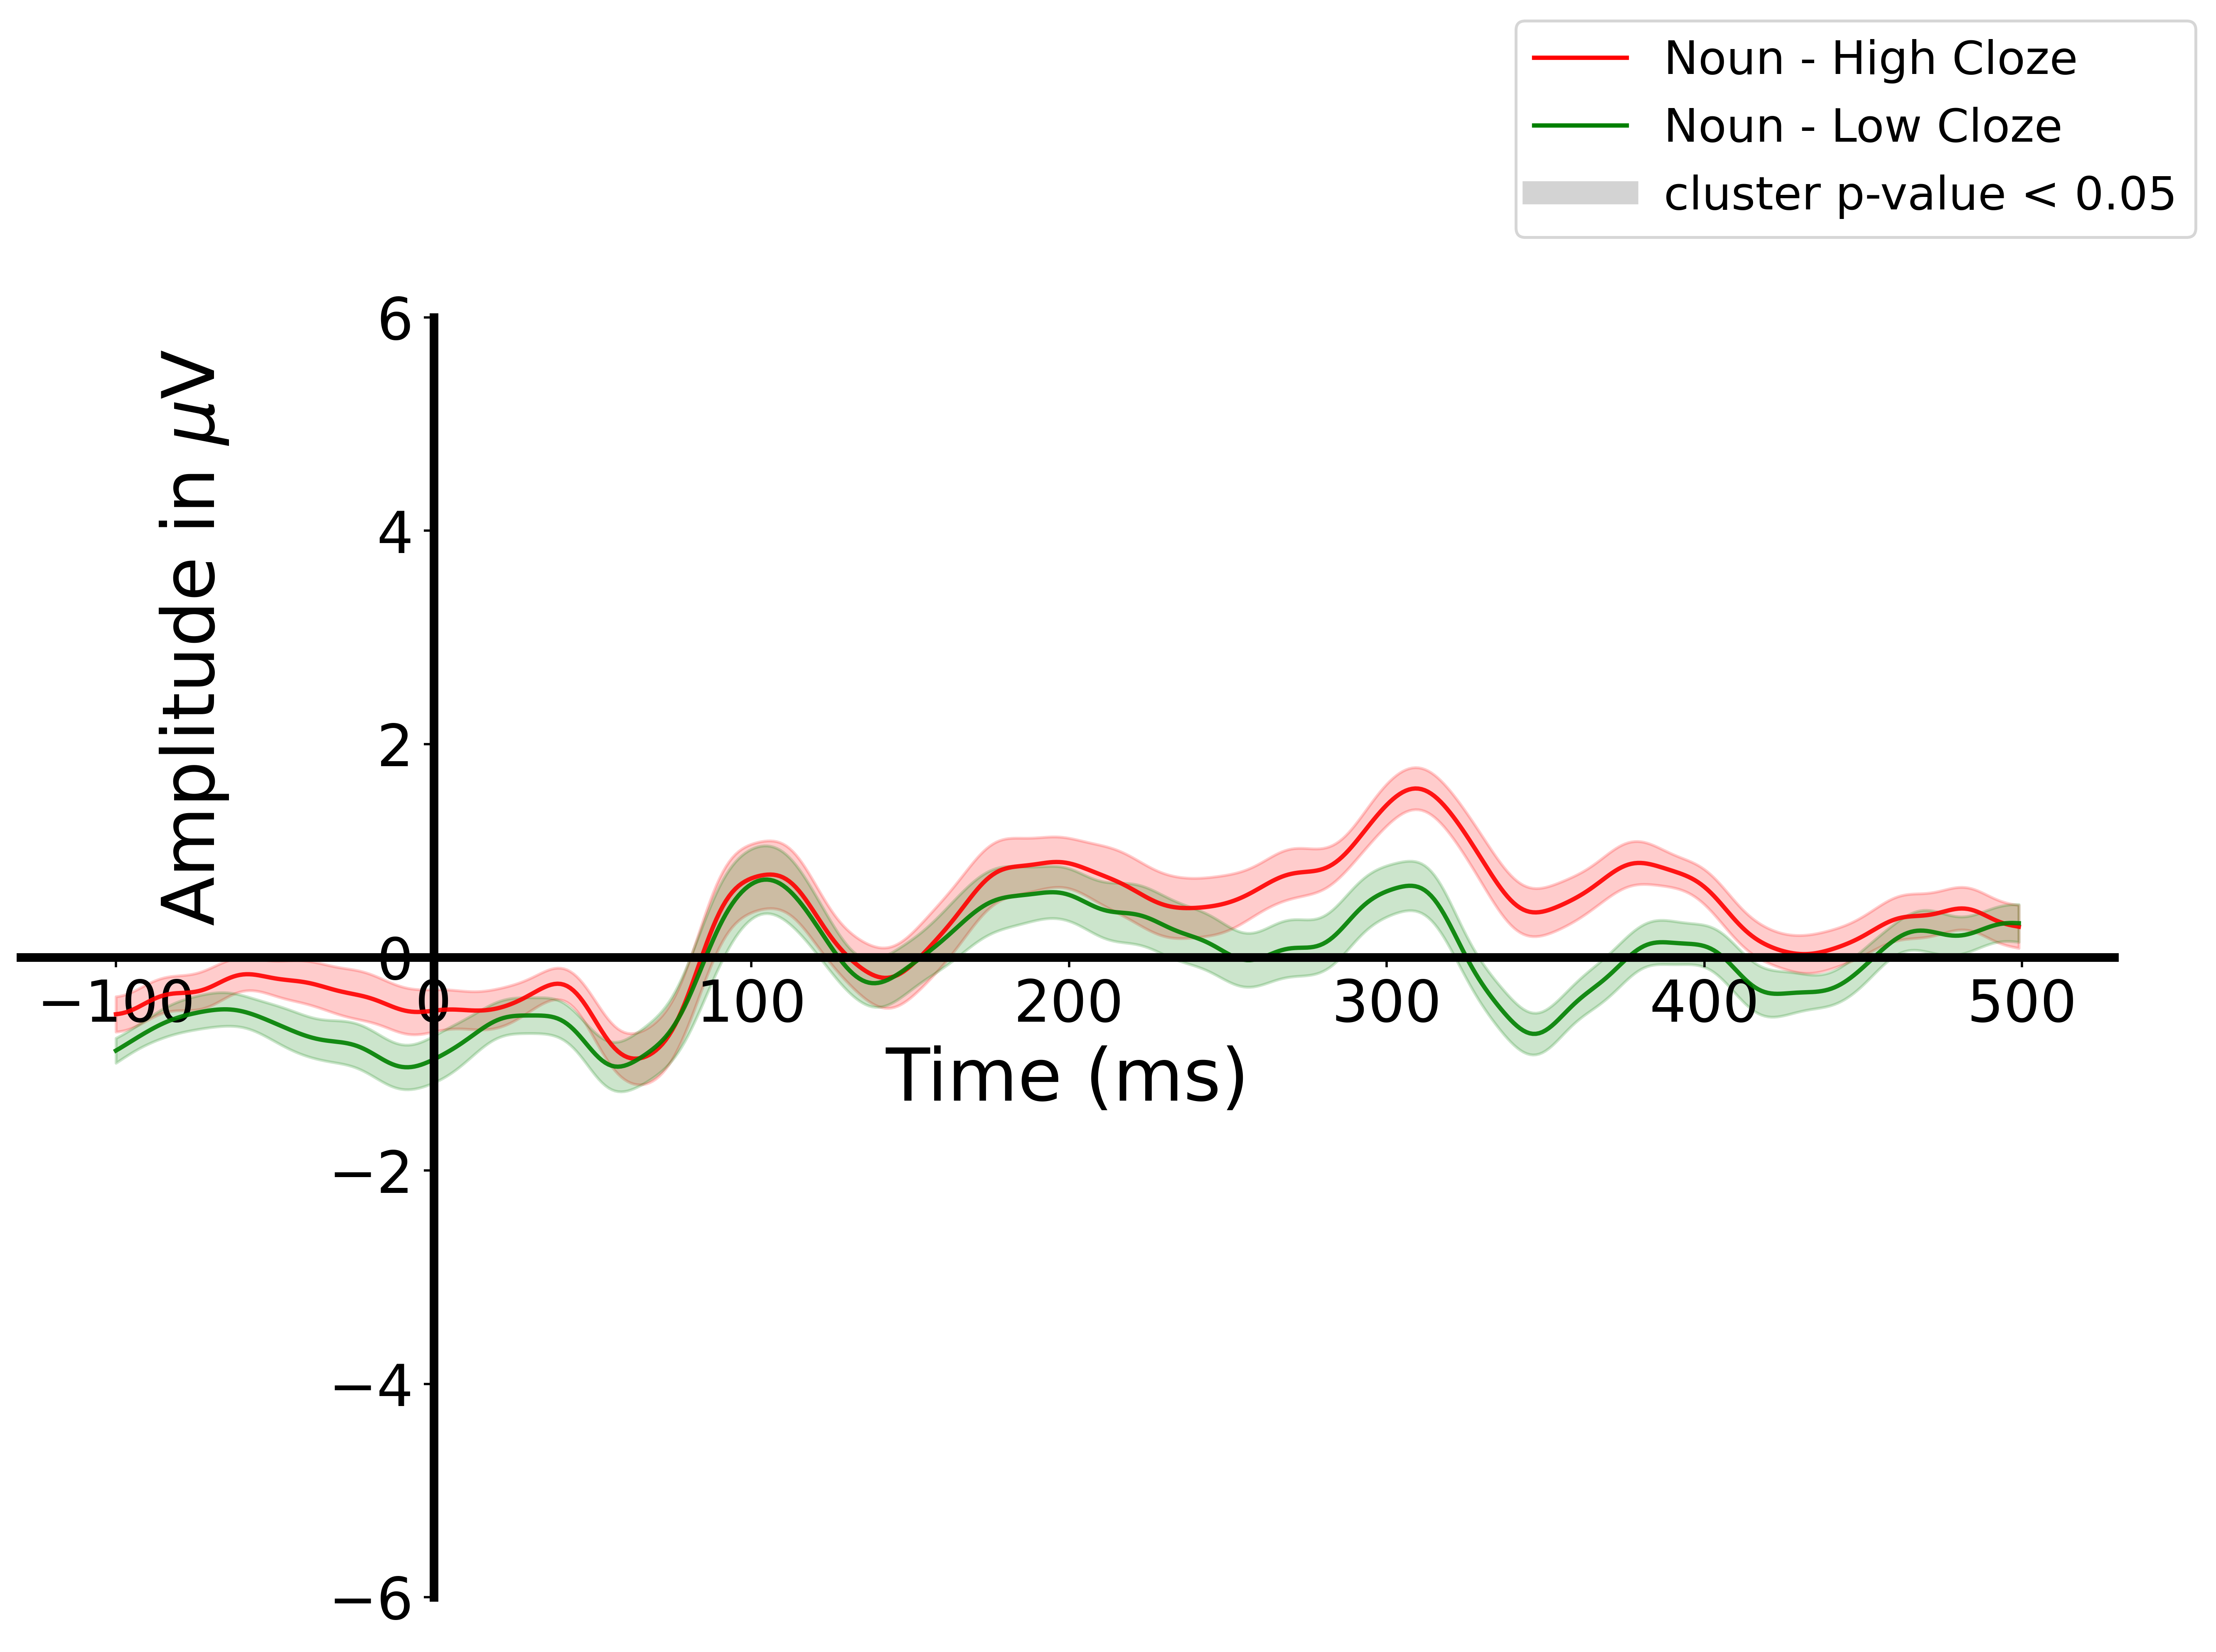 Noun - High Cloze
Noun - Low Cloze
cluster p-value < 0.05
Amplitude in µV
6
4
2
0
−2
−4
−6
−100
0
100
200
300
400
500
Time (ms)